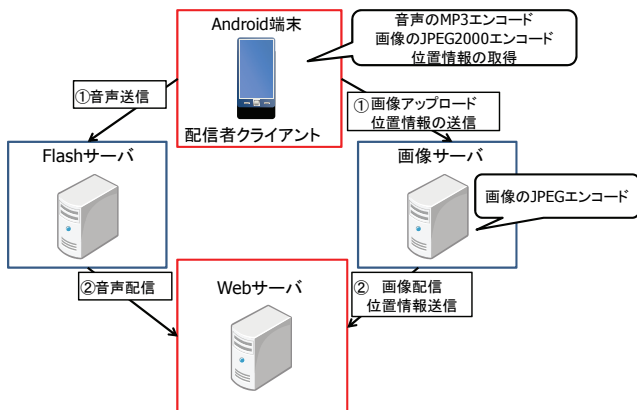 Android端末
音声のMP3エンコード
画像のJPEG2000エンコード
位置情報の取得
①音声送信
① 画像アップロード
位置情報の送信
配信者クライアント
Flashサーバ
画像サーバ
画像のJPEGエンコード
②音声配信
Webサーバ
② 画像配信
位置情報送信